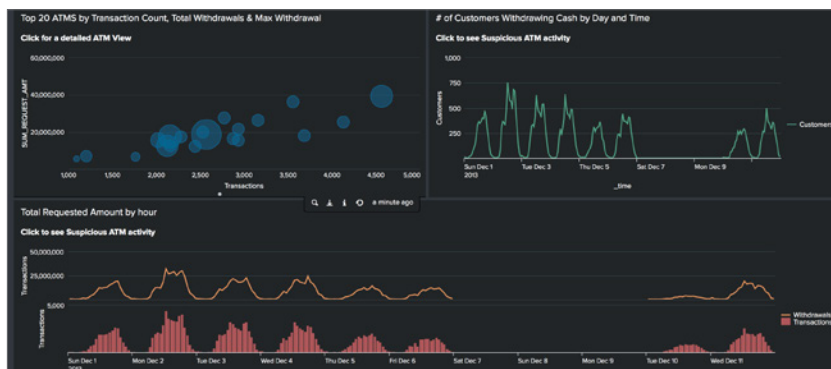 Top 20 ATMS by Transaction Count, Total Withdrawals & Max Withdrawal
Click for a detailed ATM View
60,000,000
40,000,000
20,000,000
SUM_REQUEST_AMT
1,000
1,500
2,000
2,500
3,000
3,500
4,000
4,500
5,000
Transactions
a minute ago
# of Customers Withdrawing Cash by Day and Time
Click to see Suspicious ATM activity
1,000
750
500
250
Customers
Customers
Sun Dec 1
2013
Tue Dec 3
Thu Dec 5
Sat Dec 7
Mon Dec 9
_time
Total Requested Amount by hour
Click to see Suspicious ATM activity
50,000,000
25,000,000
Transactions
5,000
Transactions
Withdrawals
Transactions
Sun Dec 1
Mon Dec 2
Tue Dec 3
Wed Dec 4
Thu Dec 5
Fri Dec 6
Sat Dec 7
Sun Dec 8
Mon Dec 9
Tue Dec 10
Wed Dec 11